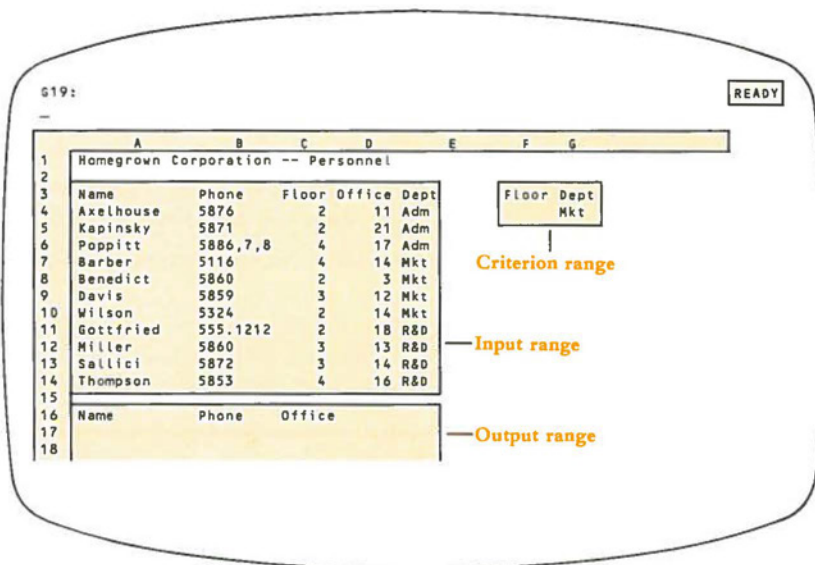 G19:
READY
_
A B C D E F G
1 Homegrown Corporation -- Personnel
2
3 Name Phone Floor Office Dept Floor Dept
4 Axelhouse 5876 2 11 Adm Mkt
5 Kapinsky 5871 2 21 Adm
6 Poppitt 5886,7,8 4 17 Adm
Criterion range
7 Barber 5116 4 14 Mkt
8 Benedict 5860 2 3 Mkt
9 Davis 5859 3 12 Mkt
10 Wilson 5324 2 14 Mkt
11 Gottfried 555.1212 2 18 R&D
12 Miller 5860 3 13 R&D Input range
13 Sallici 5872 3 14 R&D
14 Thompson 5853 4 16 R&D
15
16 Name Phone Office
17 Output range
18